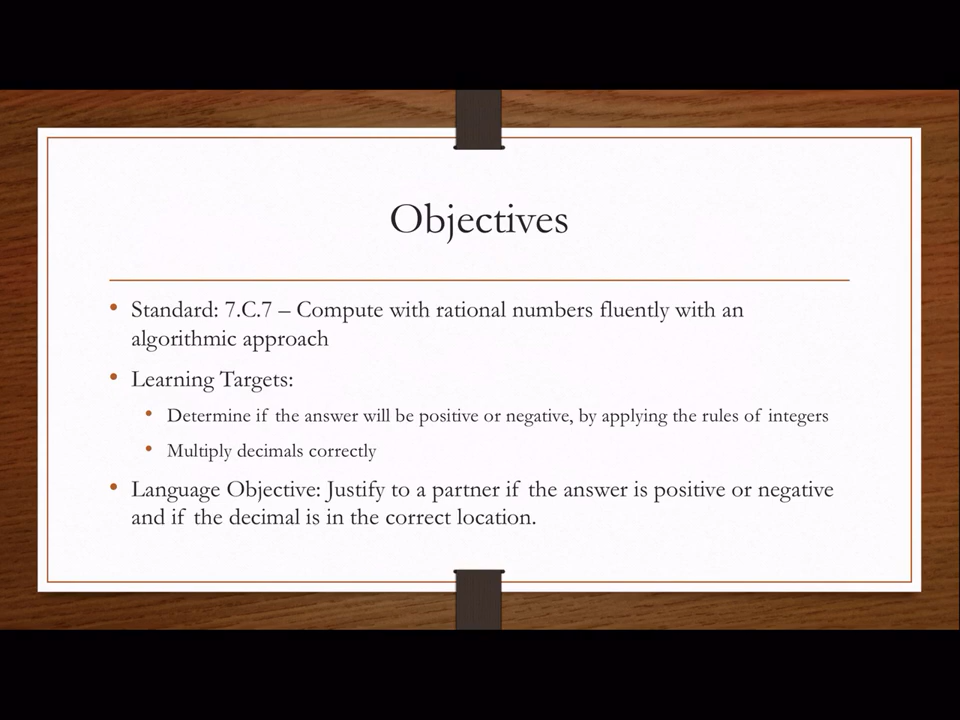 Objectives
• Standard: 7.C.7 – Compute with rational numbers fluently with an
algorithmic approach
• Learning Targets:
• Determine if the answer will be positive or negative, by applying the rules of integers
• Multiply decimals correctly
• Language Objective: Justify to a partner if the answer is positive or negative
and if the decimal is in the correct location.